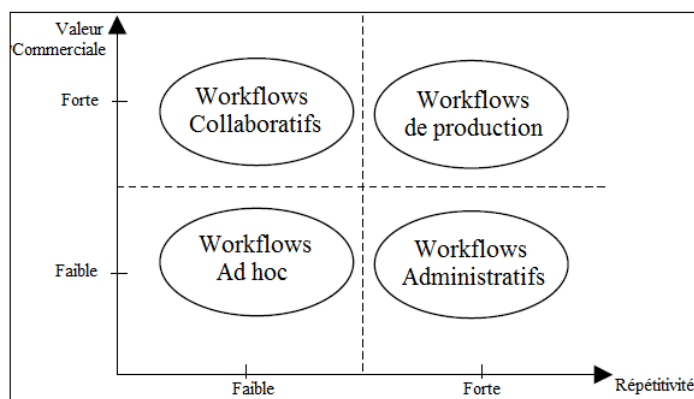 Valeur
Commerciale
Forte
Workflows
Collaboratifs
Workflows
de production
Faible
Workflows
Ad hoc
Workflows
Administratifs
Faible
Forte
Répétitivité